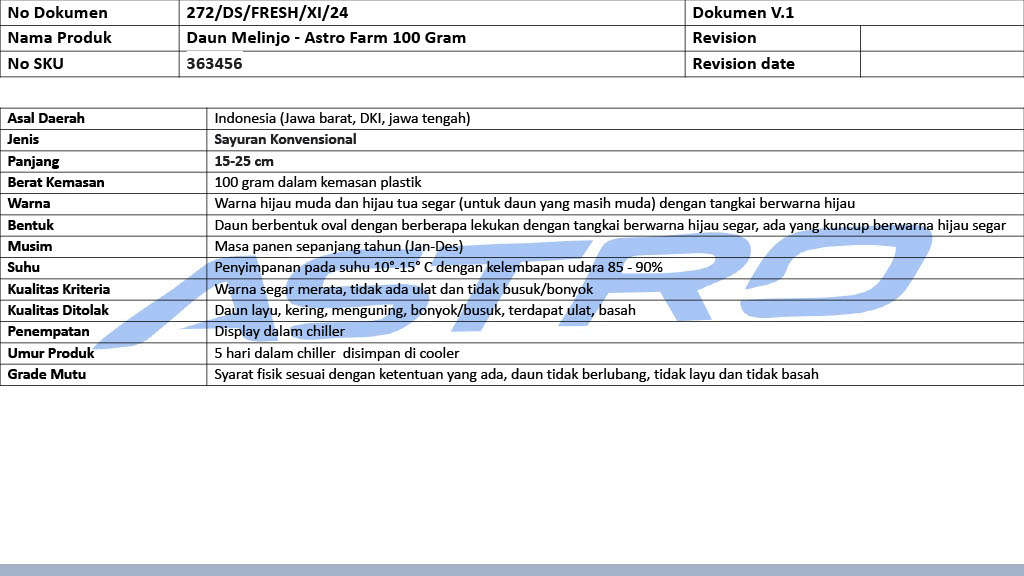 No Dokumen 272/DS/FRESH/XI/24 Dokumen V.1
Nama Produk Daun Melinjo - Astro Farm 100 Gram Revision
No SKU 363456 Revision date
Asal Daerah Indonesia (Jawa barat, DKI, jawa tengah)
Jenis Sayuran Konvensional
Panjang 15-25 cm
Berat Kemasan 100 gram dalam kemasan plastik
Warna Warna hijau muda dan hijau tua segar (untuk daun yang masih muda) dengan tangkai berwarna hijau
Bentuk Daun berbentuk oval dengan berberapa lekukan dengan tangkai berwarna hijau segar, ada yang kuncup berwarna hijau segar
Musim Masa panen sepanjang tahun (Jan-Des)
Suhu Penyimpanan pada suhu 10°-15° C dengan kelembapan udara 85 - 90%
Kualitas Kriteria Warna segar merata, tidak ada ulat dan tidak busuk/bonyok
Kualitas Ditolak Daun layu, kering, menguning, bonyok/busuk, terdapat ulat, basah
Penempatan Display dalam chiller
Umur Produk 5 hari dalam chiller disimpan di cooler
Grade Mutu Syarat fisik sesuai dengan ketentuan yang ada, daun tidak berlubang, tidak layu dan tidak basah
ASTRO